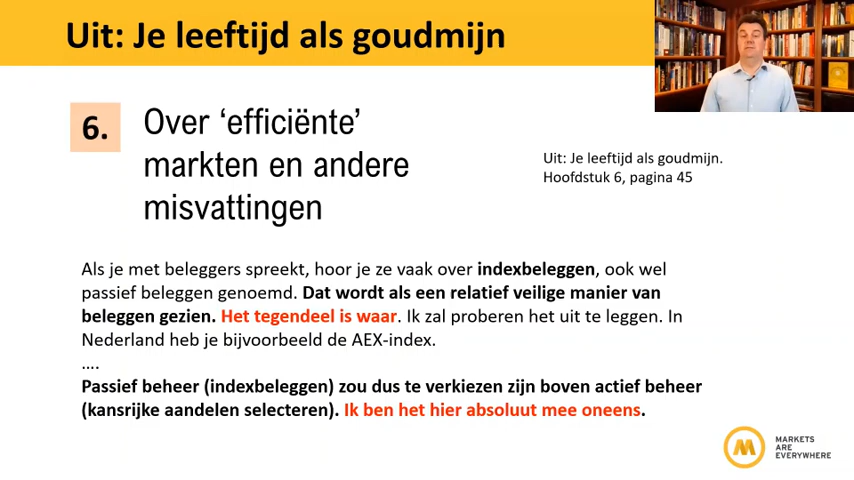 Uit: Je leeftijd als goudmijn
6.
Over ‘efficiënte’
markten en andere
misvattingen
Uit: Je leeftijd als goudmijn.
Hoofdstuk 6, pagina 45
Als je met beleggers spreekt, hoor je ze vaak over indexbeleggen, ook wel
passief beleggen genoemd. Dat wordt als een relatief veilige manier van
beleggen gezien. Het tegendeel is waar. Ik zal proberen het uit te leggen. In
Nederland heb je bijvoorbeeld de AEX-index.
....
Passief beheer (indexbeleggen) zou dus te verkiezen zijn boven actief beheer
(kansrijke aandelen selecteren). Ik ben het hier absoluut mee oneens.
MARKETS
ARE
EVERYWHERE